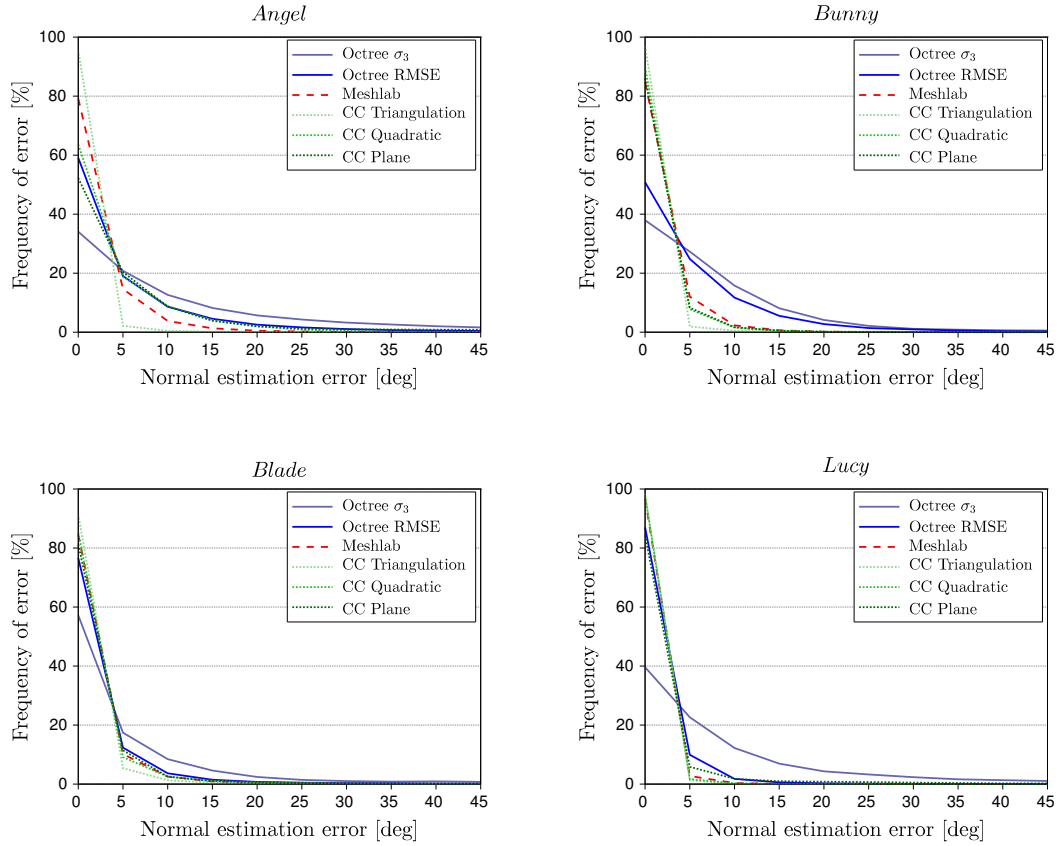 Angel
Frequency of error [%]
100
80
60
40
20
0
Octree σ₃
Octree RMSE
Meshlab
CC Triangulation
CC Quadratic
CC Plane
0 5 10 15 20 25 30 35 40 45
Normal estimation error [deg]
Bunny
Frequency of error [%]
100
80
60
40
20
0
Octree σ₃
Octree RMSE
Meshlab
CC Triangulation
CC Quadratic
CC Plane
0 5 10 15 20 25 30 35 40 45
Normal estimation error [deg]
Blade
Frequency of error [%]
100
80
60
40
20
0
Octree σ₃
Octree RMSE
Meshlab
CC Triangulation
CC Quadratic
CC Plane
0 5 10 15 20 25 30 35 40 45
Normal estimation error [deg]
Lucy
Frequency of error [%]
100
80
60
40
20
0
Octree σ₃
Octree RMSE
Meshlab
CC Triangulation
CC Quadratic
CC Plane
0 5 10 15 20 25 30 35 40 45
Normal estimation error [deg]